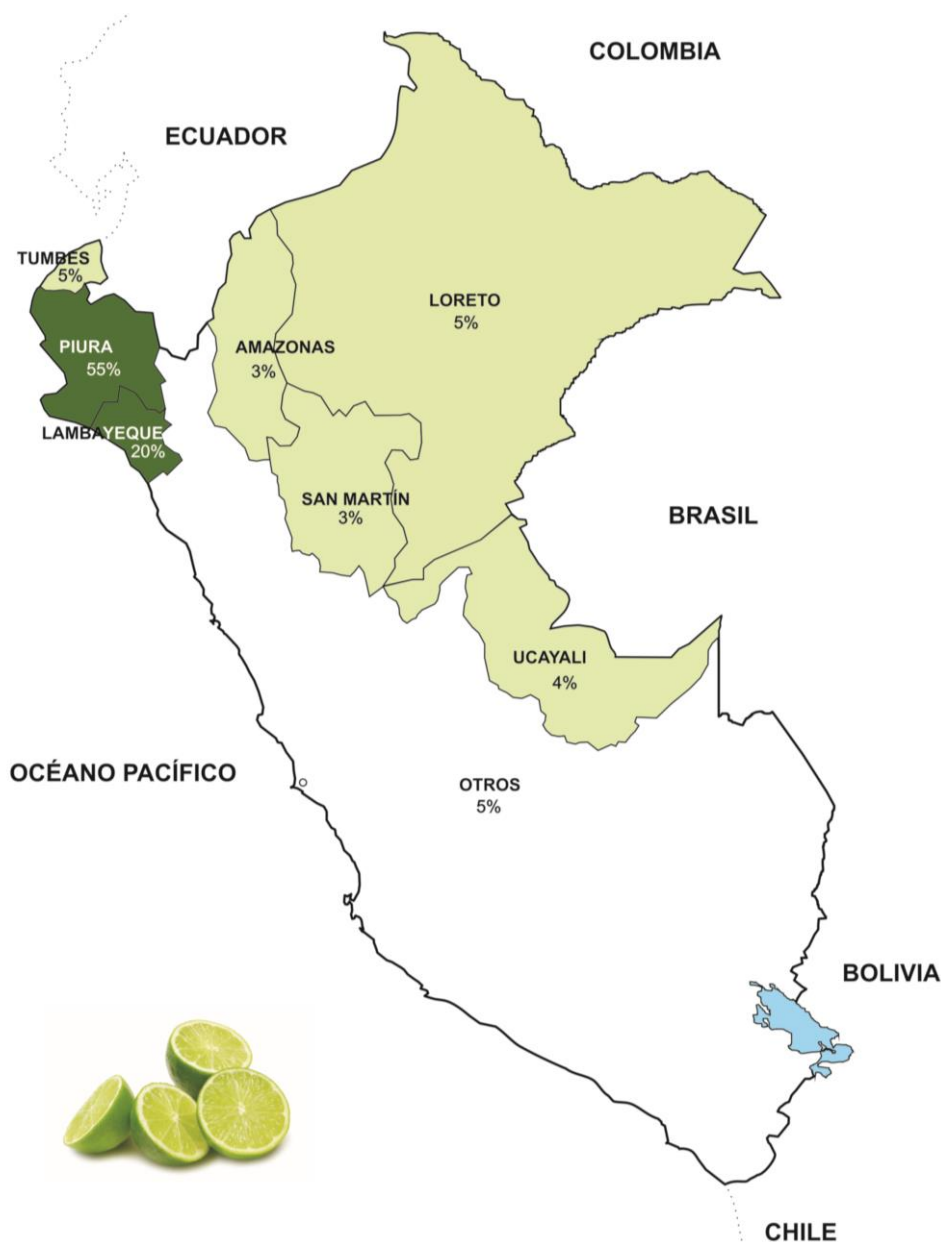 COLOMBIA
ECUADOR
TUMBES
5%
PIURA
55%
LAMBAYEQUE
20%
AMAZONAS
3%
LORETO
5%
SAN MARTÍN
3%
BRASIL
UCAYALI
4%
OCÉANO PACÍFICO
OTROS
5%
BOLIVIA
CHILE